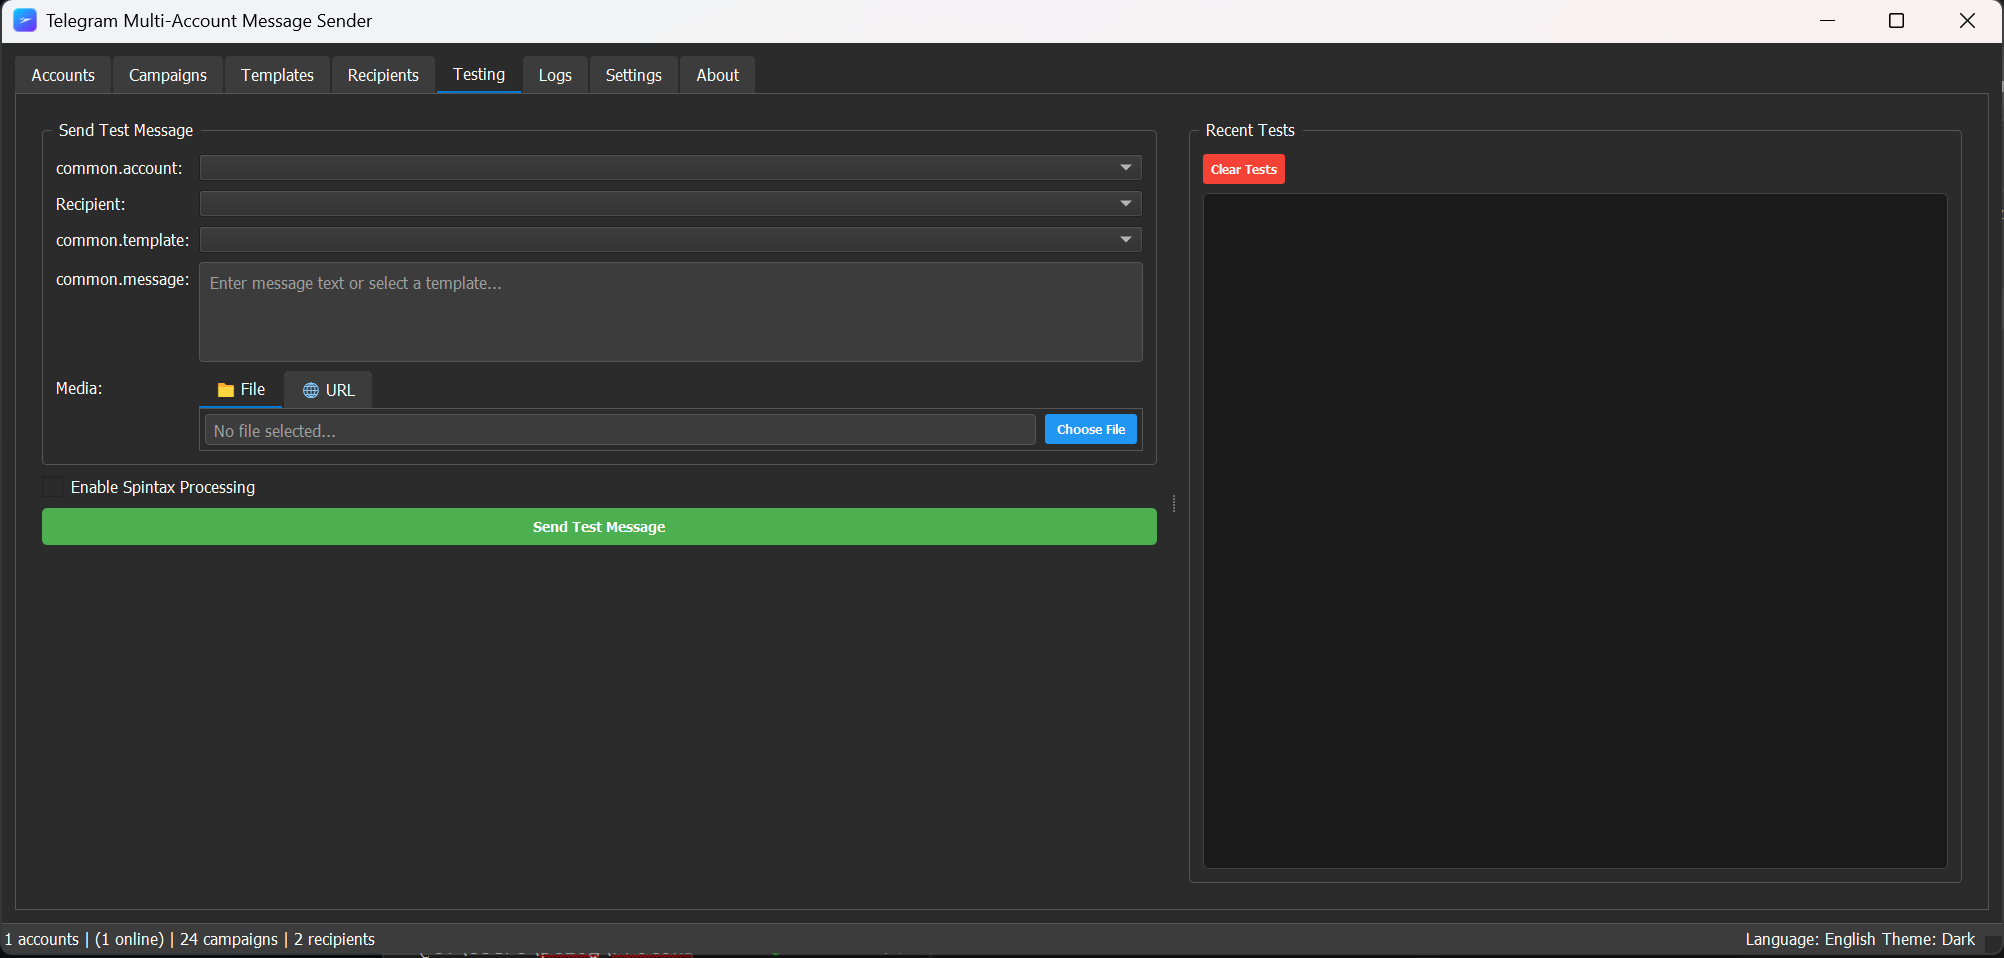 Telegram Multi-Account Message Sender
Accounts Campaigns Templates Recipients Testing Logs Settings About
Send Test Message
common.account:
Recipient:
common.template:
common.message: Enter message text or select a template...
Media: File URL
No file selected... Choose File
Enable Spintax Processing
Send Test Message
Recent Tests
Clear Tests
1 accounts | (1 online) | 24 campaigns | 2 recipients
Language: English Theme: Dark